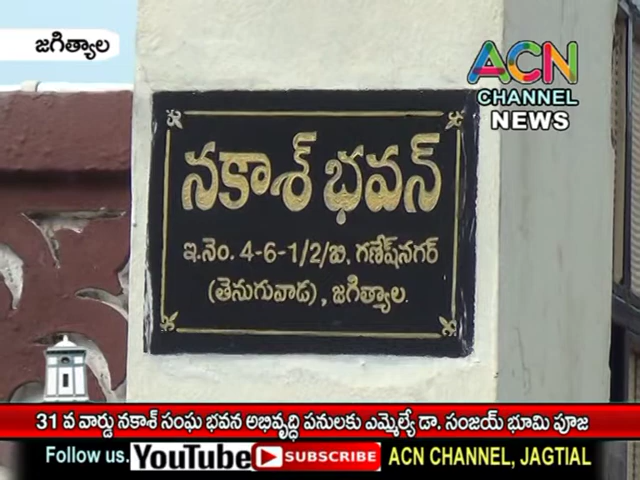 జగిత్యాల
ACN
CHANNEL
NEWS
నకాశ్ భవన్
ఇ.నెం. 4-6-1/2/ఐ, గణేష్‌నగర్
(తెనుగువాడ), జగిత్యాల.
31 వ వార్డు నకాశ్ సంఘ భవన అభివృద్ధి పనులకు ఎమ్మెల్యే డా. సంజయ్ భూమి పూజ
Follow us. YouTube SUBSCRIBE ACN CHANNEL, JAGTIAL